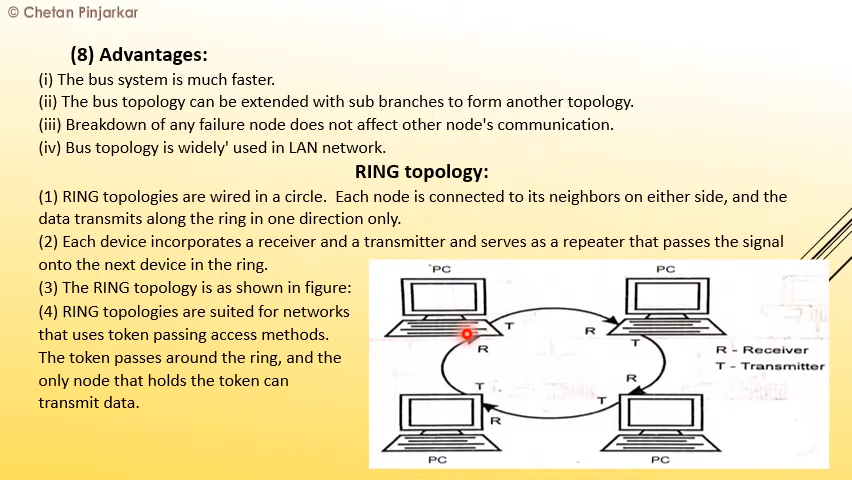 © Chetan Pinjarkar
(8) Advantages:
(i) The bus system is much faster.
(ii) The bus topology can be extended with sub branches to form another topology.
(iii) Breakdown of any failure node does not affect other node's communication.
(iv) Bus topology is widely' used in LAN network.
RING topology:
(1) RING topologies are wired in a circle. Each node is connected to its neighbors on either side, and the
data transmits along the ring in one direction only.
(2) Each device incorporates a receiver and a transmitter and serves as a repeater that passes the signal
onto the next device in the ring.
(3) The RING topology is as shown in figure:
(4) RING topologies are suited for networks
that uses token passing access methods.
The token passes around the ring, and the
only node that holds the token can
transmit data.
PC
PC
T
R
R
T
R - Receiver
T - Transmitter
T
R
R
T
PC
PC